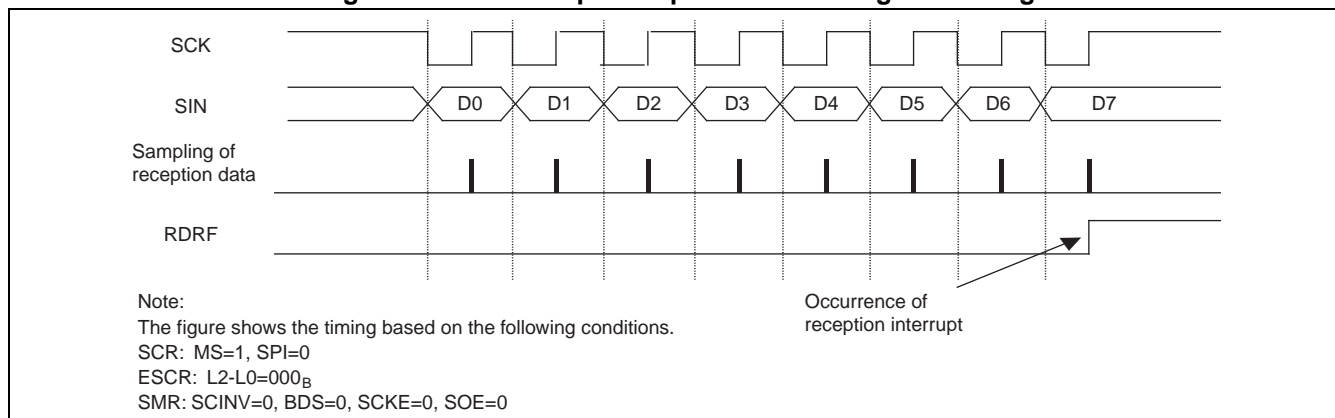 SCK
SIN
D0 D1 D2 D3 D4 D5 D6 D7
Sampling of
reception data
RDRF
Occurrence of
reception interrupt
Note:
The figure shows the timing based on the following conditions.
SCR: MS=1, SPI=0
ESCR: L2-L0=000B
SMR: SCINV=0, BDS=0, SCKE=0, SOE=0